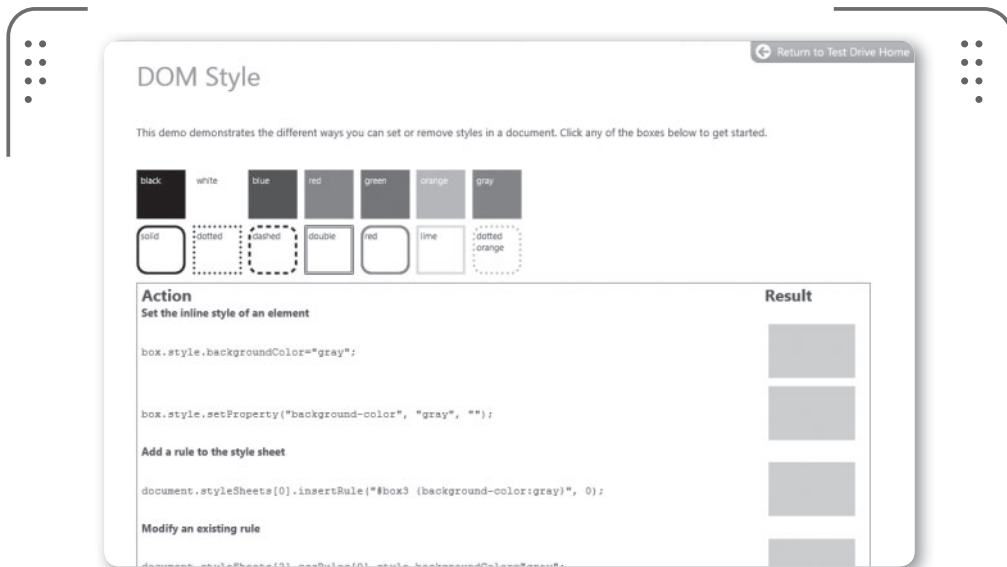 Return to Test Drive Home
DOM Style
This demo demonstrates the different ways you can set or remove styles in a document. Click any of the boxes below to get started.
black white blue red green orange gray
solid dotted dashed double red lime dotted orange
Action Result
Set the inline style of an element
box.style.backgroundColor="gray";
box.style.setProperty("background-color", "gray", "");
Add a rule to the style sheet
document.styleSheets[0].insertRule("#box3 {background-color:gray}", 0);
Modify an existing rule